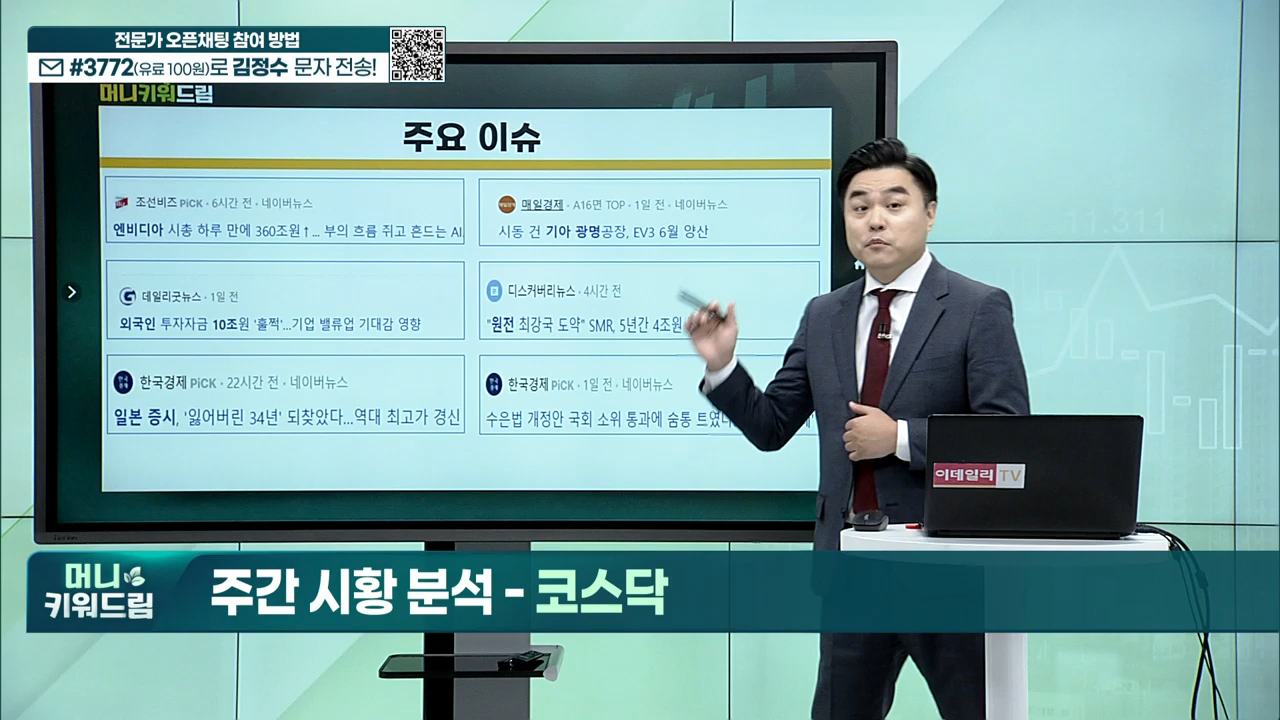 전문가 오픈채팅 참여 방법
#3772(유료 100원)로 김정수 문자 전송!
머니키워드림
주요 이슈
조선비즈 PiCK · 6시간 전 · 네이버뉴스
엔비디아 시총 하루 만에 360조원↑... 부의 흐름 쥐고 흔드는 AI
매일경제 · A16면 TOP · 1일 전 · 네이버뉴스
시동 건 기아 광명공장, EV3 6월 양산
데일리굿뉴스 · 1일 전
외국인 투자자금 10조원 '훌쩍'...기업 밸류업 기대감 영향
디스커버리뉴스 · 4시간 전
"원전 최강국 도약" SMR, 5년간 4조원
한국경제 PiCK · 22시간 전 · 네이버뉴스
일본 증시, '잃어버린 34년' 되찾았다...역대 최고가 경신
한국경제 PiCK · 1일 전 · 네이버뉴스
수은법 개정안 국회 소위 통과에 숨통 트였
11.311
이데일리 TV
머니
키워드림
주간 시황 분석 - 코스닥